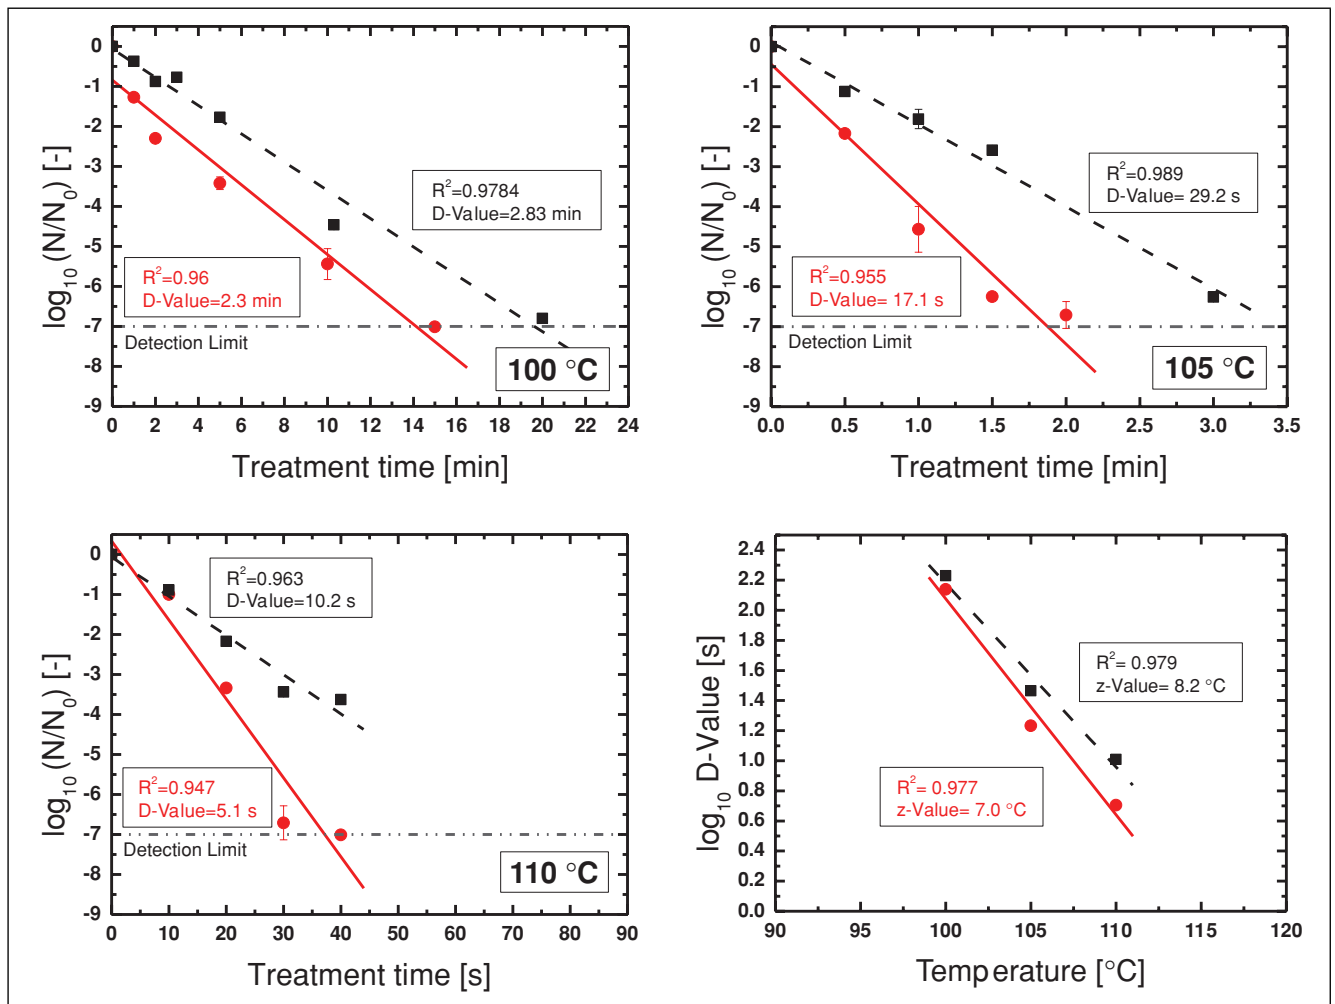 0
-1
-2
-3
-4
-5
-6
-7
-8
-9
log10 (N/N0) [-]
R2=0.9784
D-Value=2.83 min
R2=0.96
D-Value=2.3 min
Detection Limit
100 °C
0 2 4 6 8 10 12 14 16 18 20 22 24
Treatment time [min]
0
-1
-2
-3
-4
-5
-6
-7
-8
-9
log10 (N/N0) [-]
R2=0.989
D-Value= 29.2 s
R2=0.955
D-Value= 17.1 s
Detection Limit
105 °C
0.0 0.5 1.0 1.5 2.0 2.5 3.0 3.5
Treatment time [min]
0
-1
-2
-3
-4
-5
-6
-7
-8
-9
log10 (N/N0) [-]
R2=0.963
D-Value=10.2 s
R2=0.947
D-Value=5.1 s
Detection Limit
110 °C
0 10 20 30 40 50 60 70 80 90
Treatment time [s]
2.4
2.2
2.0
1.8
1.6
1.4
1.2
1.0
0.8
0.6
0.4
0.2
0.0
log10 D-Value [s]
R2= 0.979
z-Value= 8.2 °C
R2= 0.977
z-Value= 7.0 °C
90 95 100 105 110 115 120
Temperature [°C]